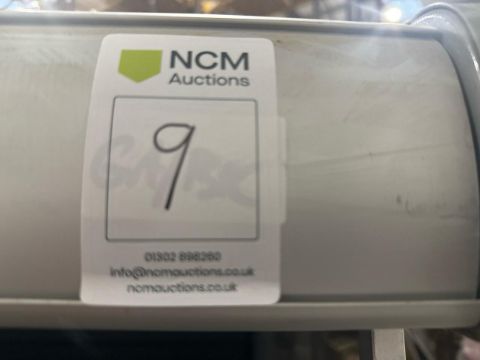 NCM
Auctions
9
01302 898260
info@ncmauctions.co.uk
ncmauctions.co.uk